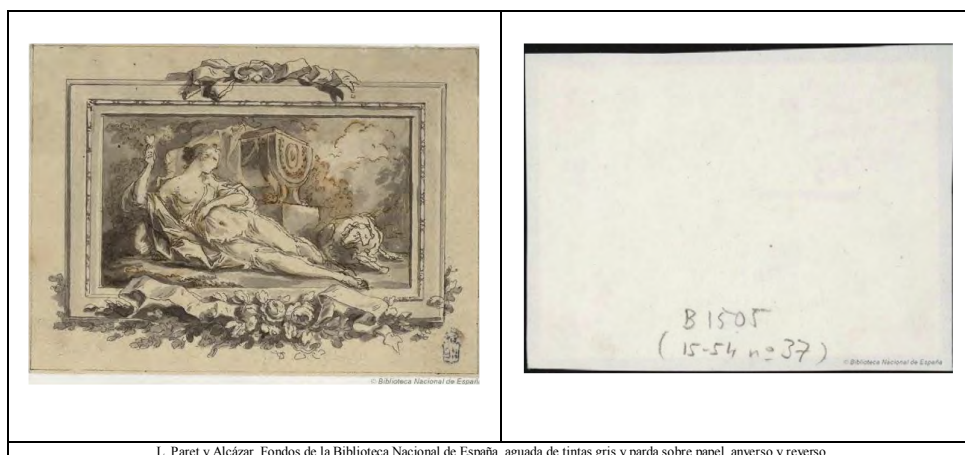 © Biblioteca Nacional de España
B 1505
(15-54 nº 37)
© Biblioteca Nacional de España
L. Paret y Alcázar. Fondos de la Biblioteca Nacional de España, aguada de tintas gris y parda sobre papel, anverso y reverso